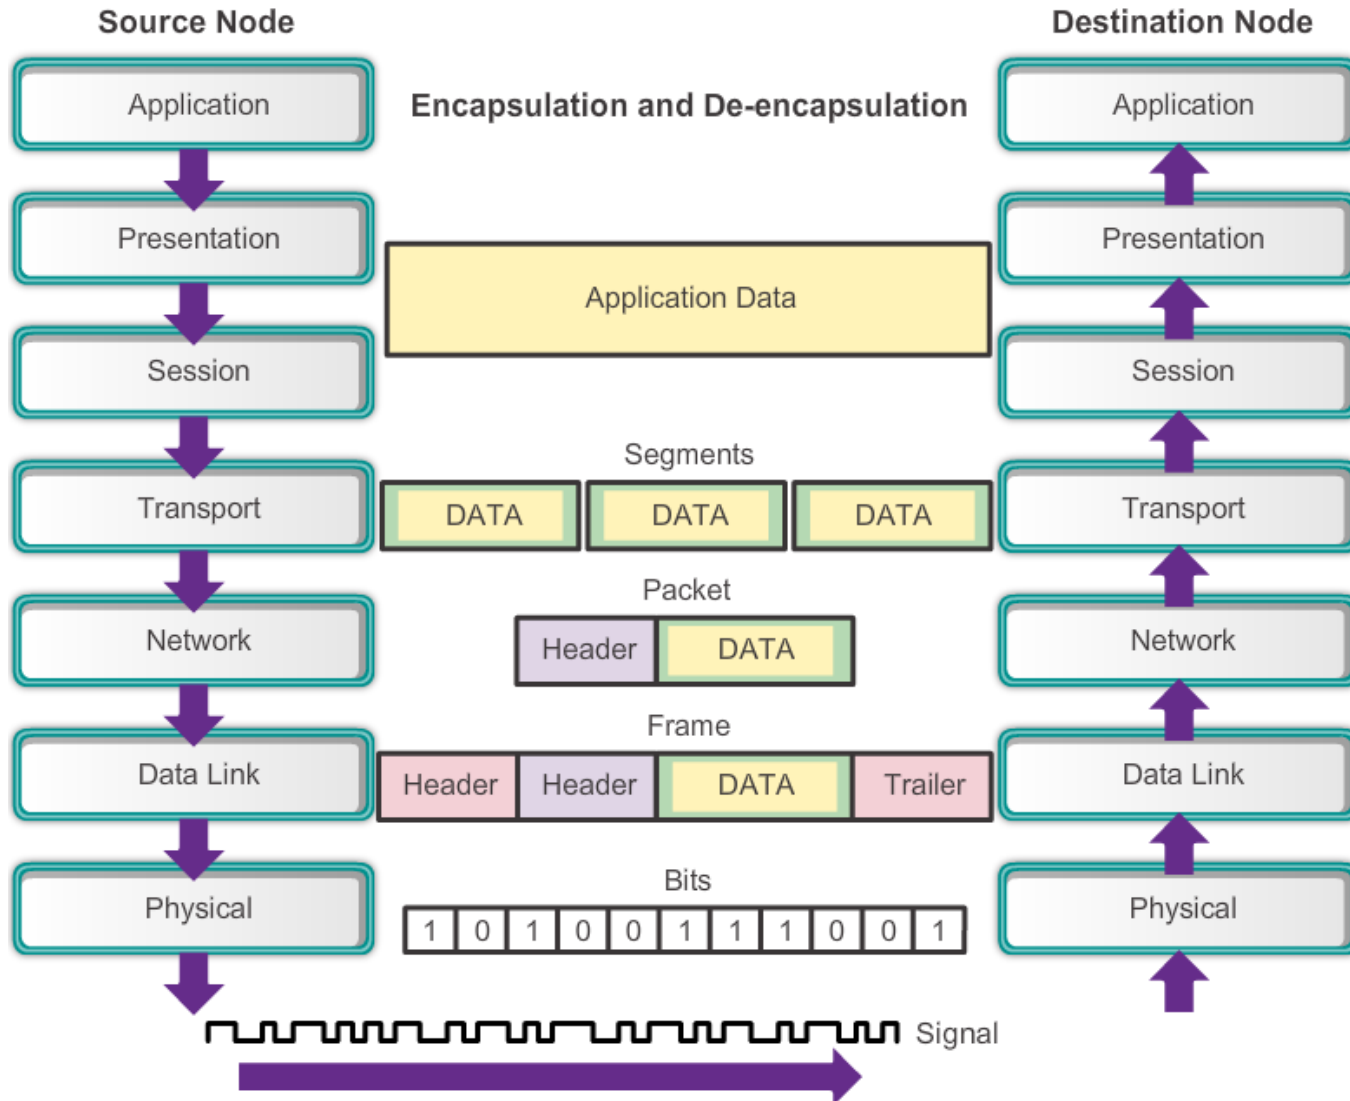 Source Node
Destination Node
Application
Encapsulation and De-encapsulation
Application
Presentation
Presentation
Application Data
Session
Session
Segments
Transport
DATA
DATA
DATA
Transport
Packet
Network
Header
DATA
Network
Frame
Data Link
Header
Header
DATA
Trailer
Data Link
Bits
Physical
1 0 1 0 0 1 1 1 0 0 1
Physical
Signal